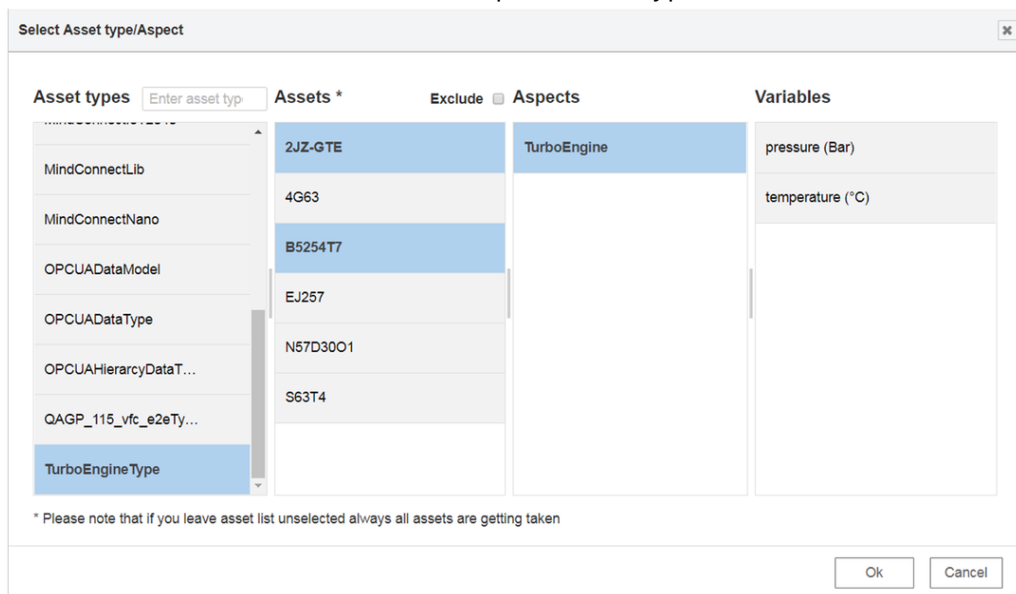 Select Asset type/Aspect
Asset types
Enter asset typ
Assets *
Exclude
Aspects
Variables
MindConnectLib
MindConnectNano
OPCUADataModel
OPCUADataType
OPCUAHierarcyDataT...
QAGP_115_vfc_e2eTy...
TurboEngineType
2JZ-GTE
4G63
B5254T7
EJ257
N57D30O1
S63T4
TurboEngine
pressure (Bar)
temperature (°C)
* Please note that if you leave asset list unselected always all assets are getting taken
Ok
Cancel